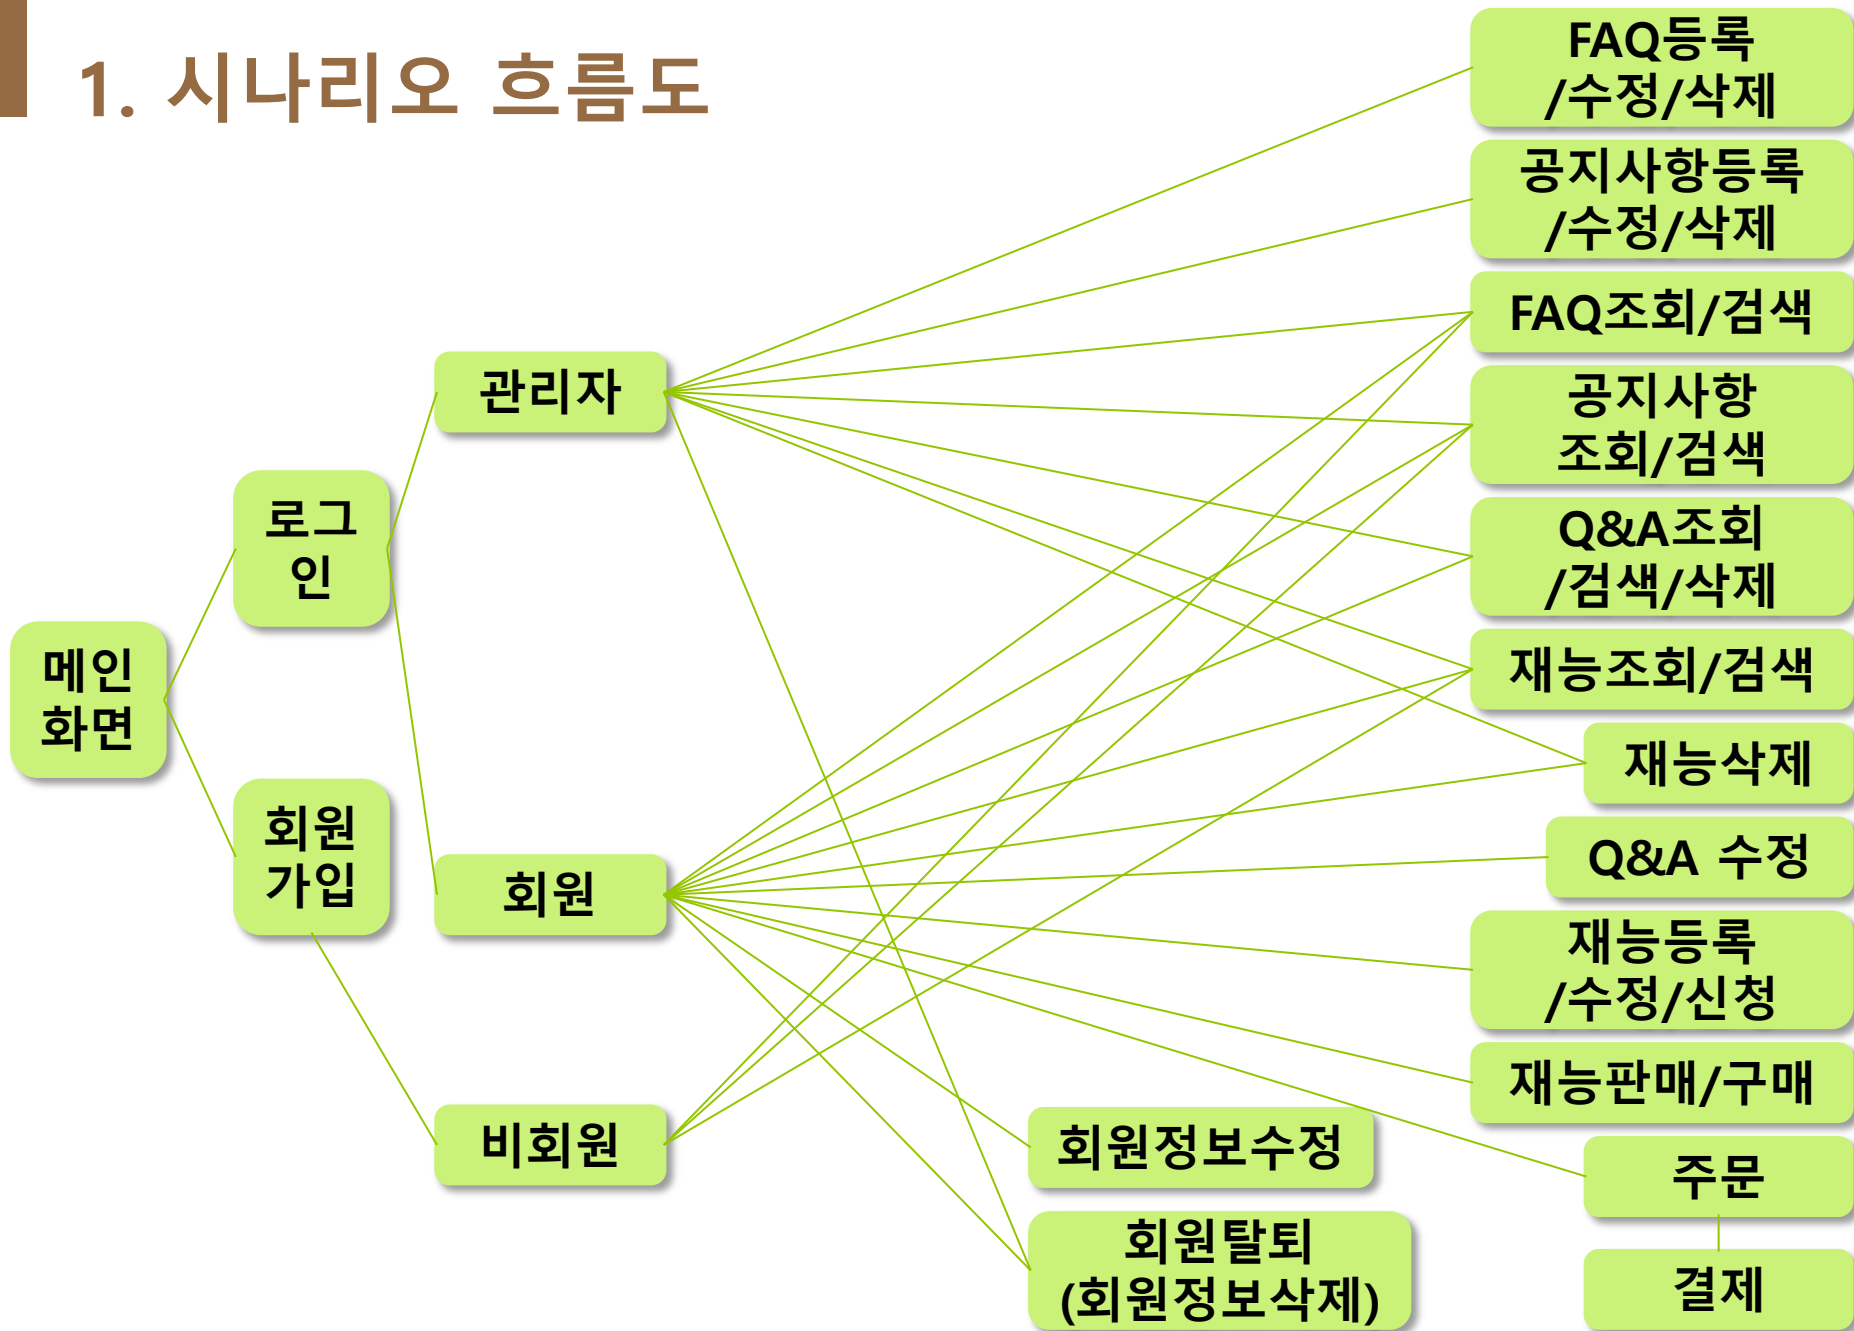 1. 시나리오 흐름도
메인
화면
로그
인
회원
가입
관리자
회원
비회원
FAQ등록
/수정/삭제
공지사항등록
/수정/삭제
FAQ조회/검색
공지사항
조회/검색
Q&A조회
/검색/삭제
재능조회/검색
재능삭제
Q&A 수정
재능등록
/수정/신청
재능판매/구매
주문
결제
회원정보수정
회원탈퇴
(회원정보삭제)